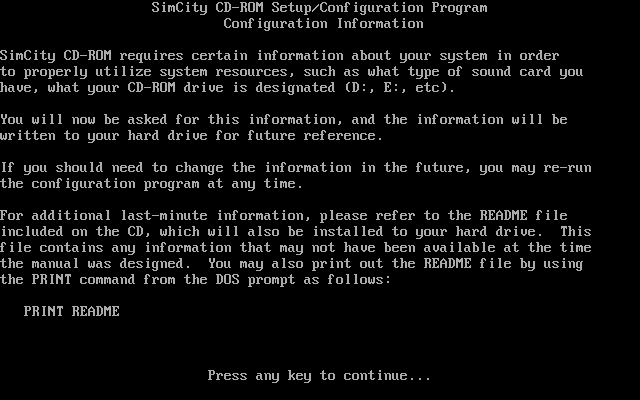 SimCity CD-ROM Setup/Configuration Program
Configuration Information
SimCity CD-ROM requires certain information about your system in order
to properly utilize system resources, such as what type of sound card you
have, what your CD-ROM drive is designated (D:, E:, etc).
You will now be asked for this information, and the information will be
written to your hard drive for future reference.
If you should need to change the information in the future, you may re-run
the configuration program at any time.
For additional last-minute information, please refer to the README file
included on the CD, which will also be installed to your hard drive.  This
file contains any information that may not have been available at the time
the manual was designed.  You may also print out the README file by using
the PRINT command from the DOS prompt as follows:
PRINT README
Press any key to continue...